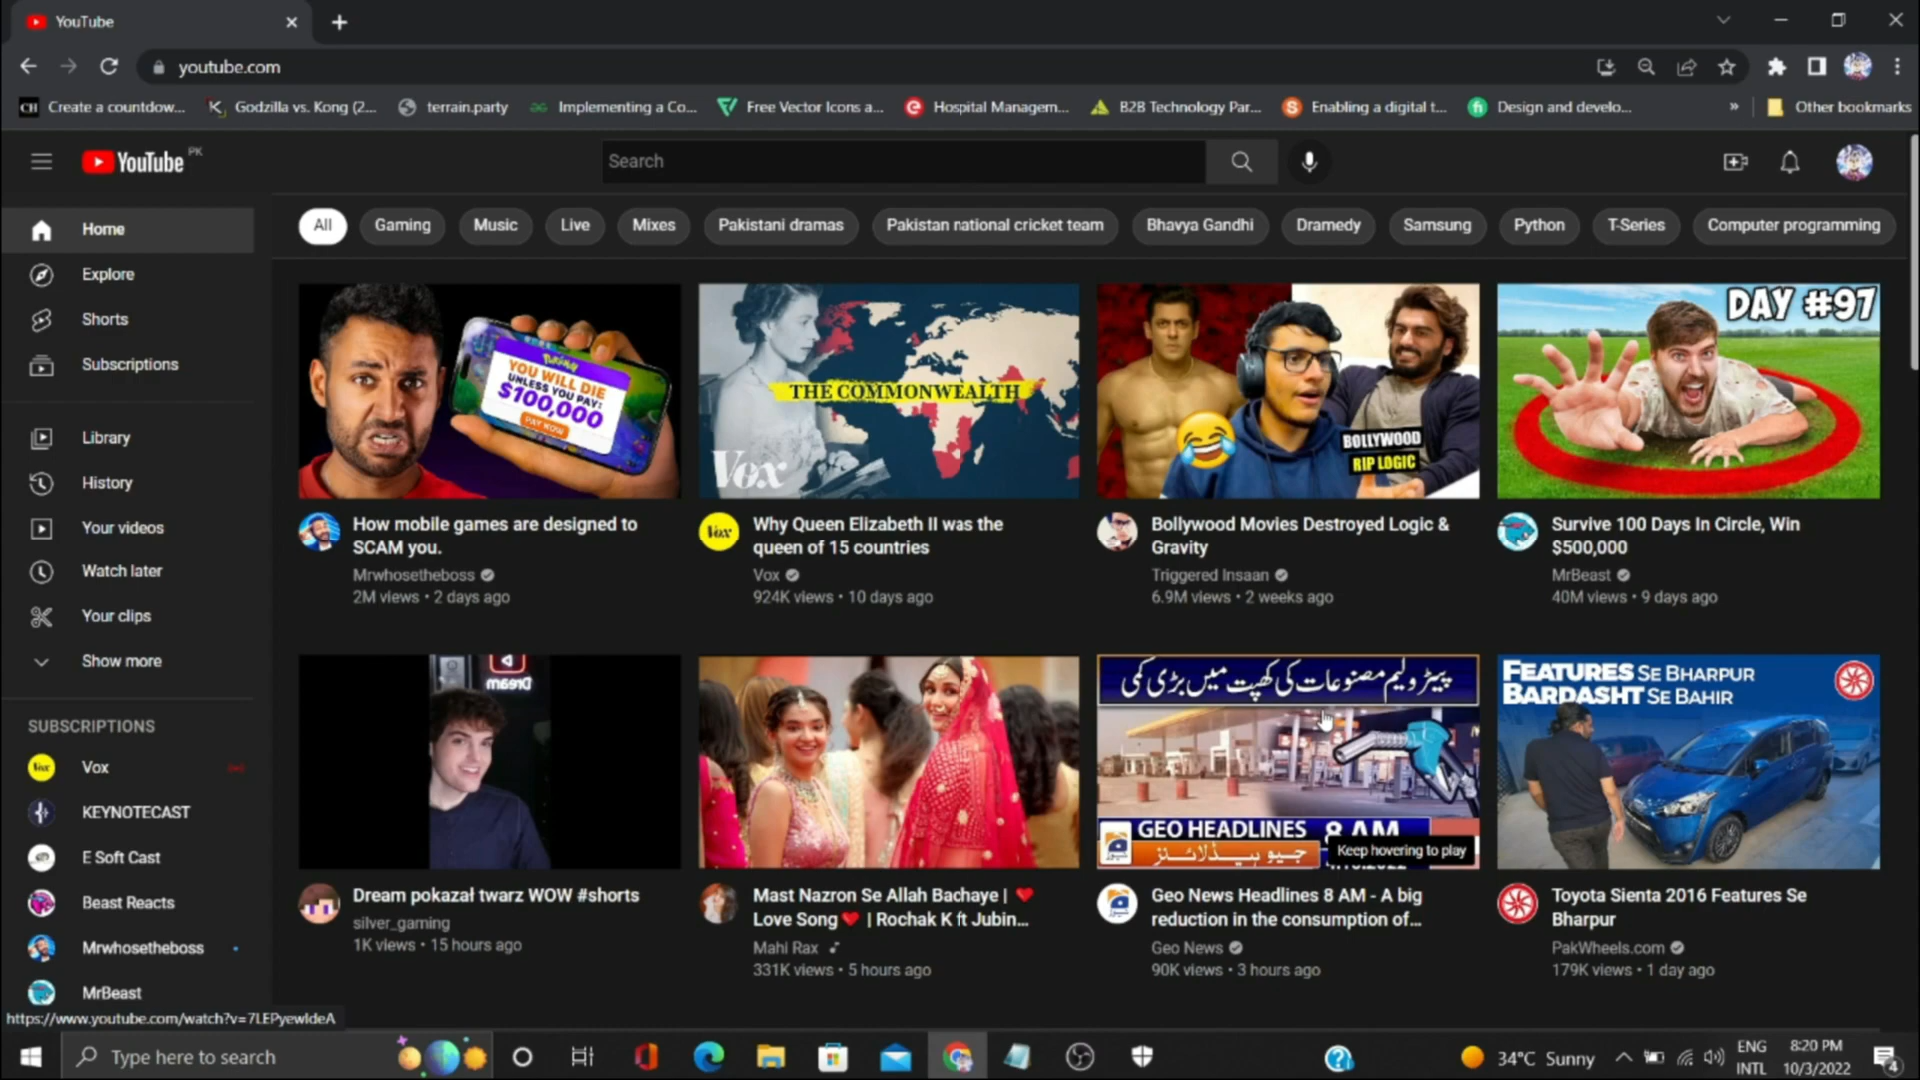 YouTube
youtube.com
Create a countdow...
Godzilla vs. Kong (2...
terrain.party
Implementing a Co...
Free Vector Icons a...
Hospital Managem...
B2B Technology Par...
Enabling a digital t...
Design and develo...
Other bookmarks
YouTube PK
Search
Home
Explore
Shorts
Subscriptions
Library
History
Your videos
Watch later
Your clips
Show more
SUBSCRIPTIONS
Vox
KEYNOTECAST
E Soft Cast
Beast Reacts
Mrwhosetheboss
MrBeast
All
Gaming
Music
Live
Mixes
Pakistani dramas
Pakistan national cricket team
Bhavya Gandhi
Dramedy
Samsung
Python
T-Series
Computer programming
YOU WILL DIE
UNLESS YOU PAY:
$100,000
PAY NOW
How mobile games are designed to
SCAM you.
Mrwhosetheboss
2M views • 2 days ago
THE COMMONWEALTH
Vox
Vox
Why Queen Elizabeth II was the
queen of 15 countries
Vox
924K views • 10 days ago
BOLLYWOOD
RIP LOGIC
Bollywood Movies Destroyed Logic &
Gravity
Triggered Insaan
6.9M views • 2 weeks ago
DAY #97
Survive 100 Days In Circle, Win
$500,000
MrBeast
40M views • 9 days ago
Dream
Dream pokazał twarz WOW #shorts
silver_gaming
1K views • 15 hours ago
Mast Nazron Se Allah Bachaye | ❤️
Love Song❤️ | Rochak K ft Jubin...
Mahi Rax
331K views • 5 hours ago
پیٹرولیم مصنوعات کی کھپت میں بڑی کمی
GEO HEADLINES 8 AM
جیو ہیڈلائنز
Keep hovering to play
Geo News Headlines 8 AM - A big
reduction in the consumption of...
Geo News
90K views • 3 hours ago
FEATURES SE BHARPUR
BARDASHT SE BAHIR
Toyota Sienta 2016 Features Se
Bharpur
PakWheels.com
179K views • 1 day ago
https://www.youtube.com/watch?v=7LEPyewIdeA
Type here to search
34°C Sunny
ENG
INTL
8:20 PM
10/3/2022
4